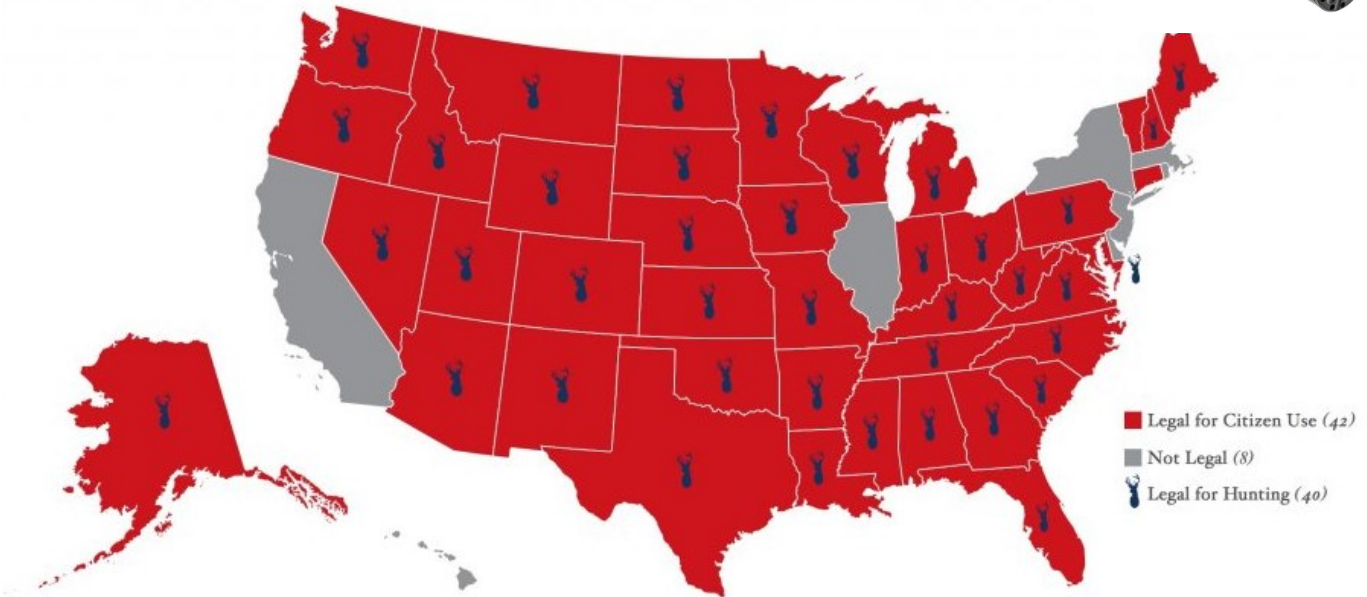 Legal for Citizen Use (42)
Not Legal (8)
Legal for Hunting (40)